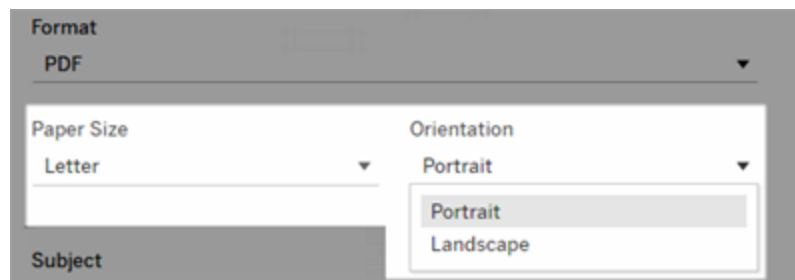 Format
PDF
Paper Size
Letter
Orientation
Portrait
Portrait
Landscape
Subject